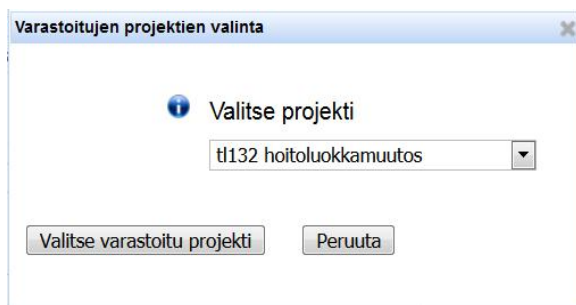 Varastoitujen projektien valinta
Valitse projekti
tl132 hoitoluokkamuutos
Valitse varastoitu projekti Peruuta